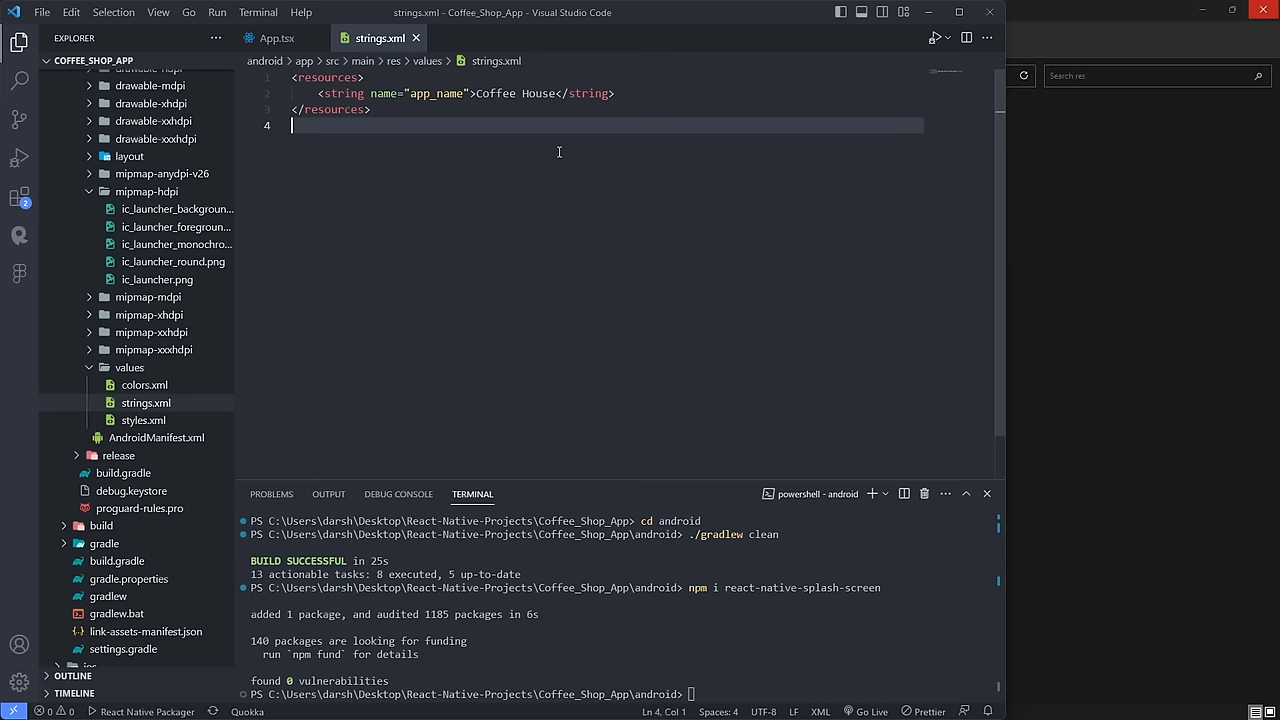 File Edit Selection View Go Run Terminal Help
strings.xml - Coffee_Shop_App - Visual Studio Code
EXPLORER
App.tsx
strings.xml
COFFEE_SHOP_APP
android > app > src > main > res > values > strings.xml
Search res
drawable-hdpi
drawable-mdpi
drawable-xhdpi
drawable-xxhdpi
drawable-xxxhdpi
layout
mipmap-anydpi-v26
mipmap-hdpi
ic_launcher_backgroun...
ic_launcher_foregroun...
ic_launcher_monochro...
ic_launcher_round.png
ic_launcher.png
mipmap-mdpi
mipmap-xhdpi
mipmap-xxhdpi
mipmap-xxxhdpi
values
colors.xml
strings.xml
styles.xml
AndroidManifest.xml
release
build.gradle
debug.keystore
proguard-rules.pro
build
gradle
build.gradle
gradle.properties
gradlew
gradlew.bat
link-assets-manifest.json
settings.gradle
ios
OUTLINE
TIMELINE
2
1 <resources>
2 <string name="app_name">Coffee House</string>
3 </resources>
4
PROBLEMS OUTPUT DEBUG CONSOLE TERMINAL
powershell - android
PS C:\Users\darsh\Desktop\React-Native-Projects\Coffee_Shop_App> cd android
PS C:\Users\darsh\Desktop\React-Native-Projects\Coffee_Shop_App\android> ./gradlew clean
BUILD SUCCESSFUL in 25s
13 actionable tasks: 8 executed, 5 up-to-date
PS C:\Users\darsh\Desktop\React-Native-Projects\Coffee_Shop_App\android> npm i react-native-splash-screen
added 1 package, and audited 1185 packages in 6s
140 packages are looking for funding
run `npm fund` for details
found 0 vulnerabilities
PS C:\Users\darsh\Desktop\React-Native-Projects\Coffee_Shop_App\android>
0 0 React Native Packager Quokka
Ln 4, Col 1 Spaces: 4 UTF-8 LF XML Go Live Prettier